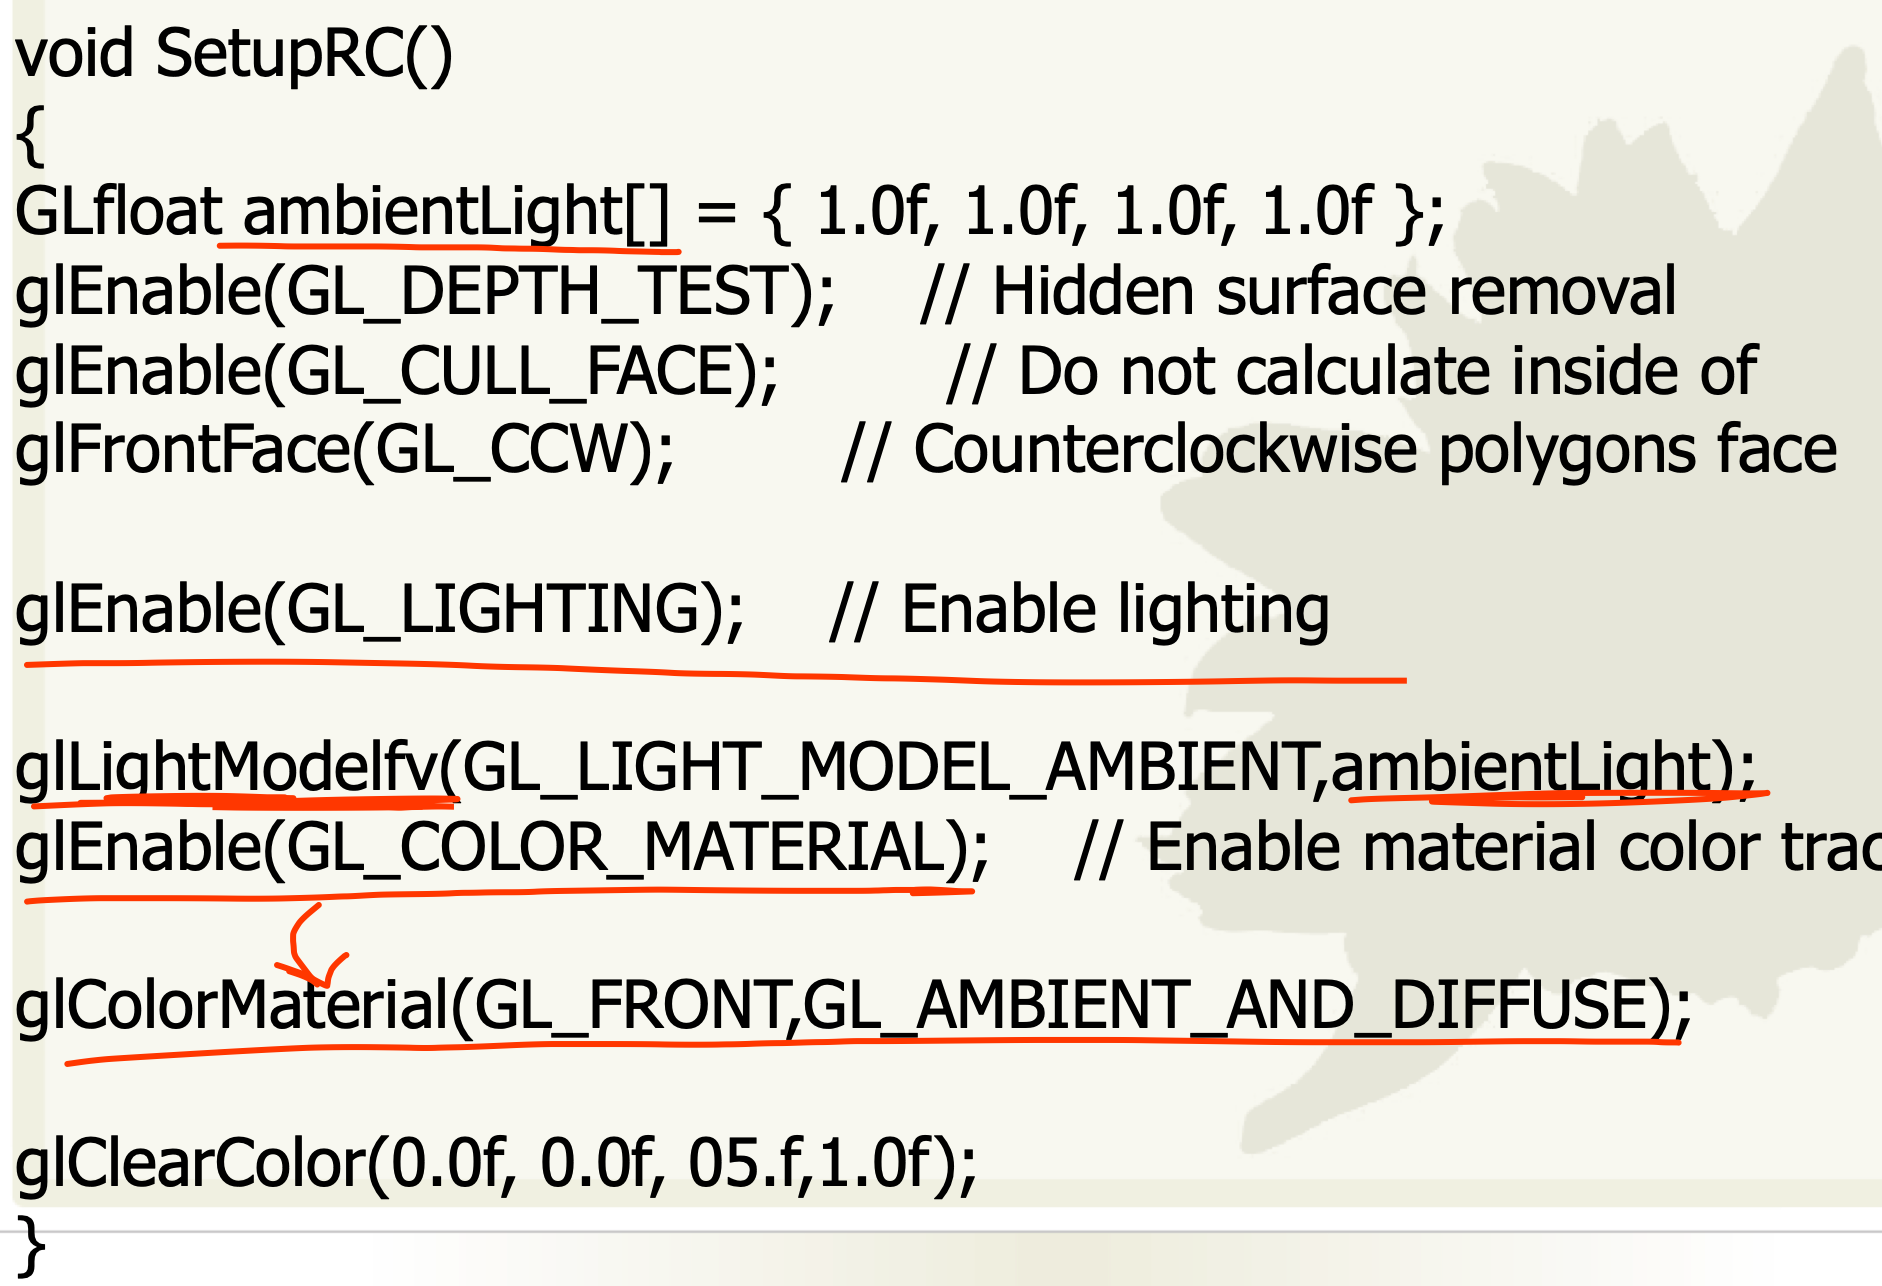 void SetupRC()
{
GLfloat ambientLight[] = { 1.0f, 1.0f, 1.0f, 1.0f };
glEnable(GL_DEPTH_TEST); // Hidden surface removal
glEnable(GL_CULL_FACE); // Do not calculate inside of
glFrontFace(GL_CCW); // Counterclockwise polygons face
glEnable(GL_LIGHTING); // Enable lighting
glLightModelfv(GL_LIGHT_MODEL_AMBIENT,ambientLight);
glEnable(GL_COLOR_MATERIAL); // Enable material color trac
glColorMaterial(GL_FRONT,GL_AMBIENT_AND_DIFFUSE);
glClearColor(0.0f, 0.0f, 05.f,1.0f);
}